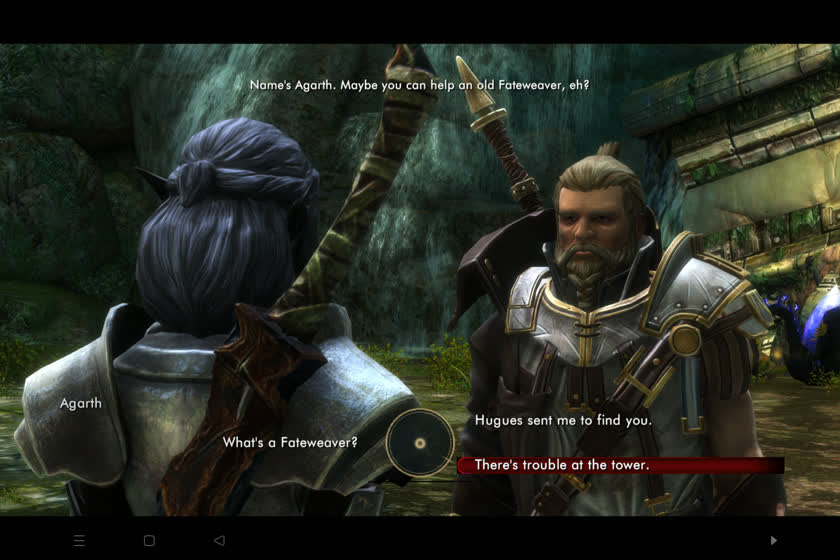 Name's Agarth. Maybe you can help an old Fateweaver, eh?
Agarth
Hugues sent me to find you.
What's a Fateweaver?
There's trouble at the tower.